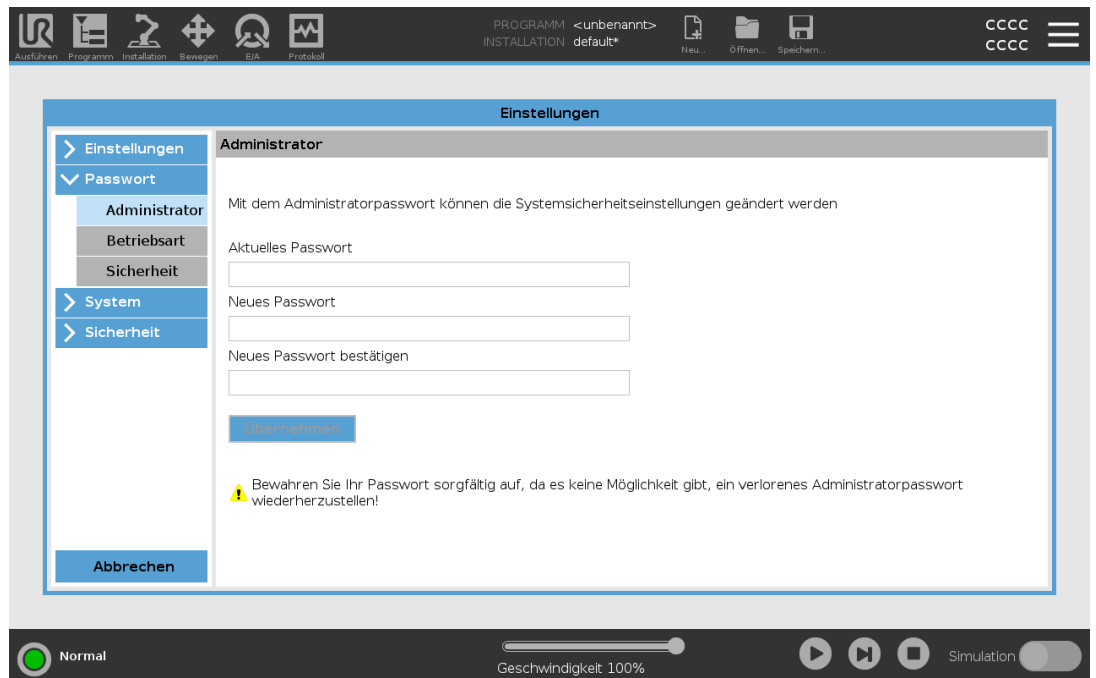 PROGRAMM <unbenannt>
INSTALLATION default*
CCCC
CCCC
Ausführen Programm Installation Bewegen E/A Protokoll
Neu... Öffnen... Speichern...
Einstellungen
Einstellungen
Passwort
Administrator
Betriebsart
Sicherheit
System
Sicherheit
Abbrechen
Administrator
Mit dem Administratorpasswort können die Systemsicherheitseinstellungen geändert werden
Aktuelles Passwort
Neues Passwort
Neues Passwort bestätigen
Übernehmen
Bewahren Sie Ihr Passwort sorgfältig auf, da es keine Möglichkeit gibt, ein verlorenes Administratorpasswort
wiederherzustellen!
Normal
Geschwindigkeit 100%
Simulation